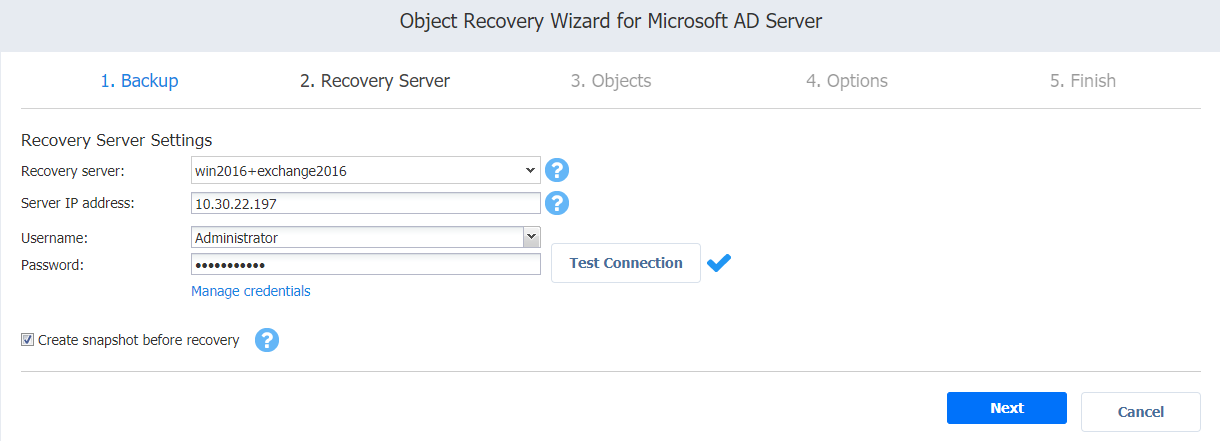 Object Recovery Wizard for Microsoft AD Server
1. Backup 2. Recovery Server 3. Objects 4. Options 5. Finish
Recovery Server Settings
Recovery server: win2016+exchange2016 ?
Server IP address: 10.30.22.197 ?
Username: Administrator
Password: •••••••••••
Test Connection
Manage credentials
Create snapshot before recovery ?
Next Cancel